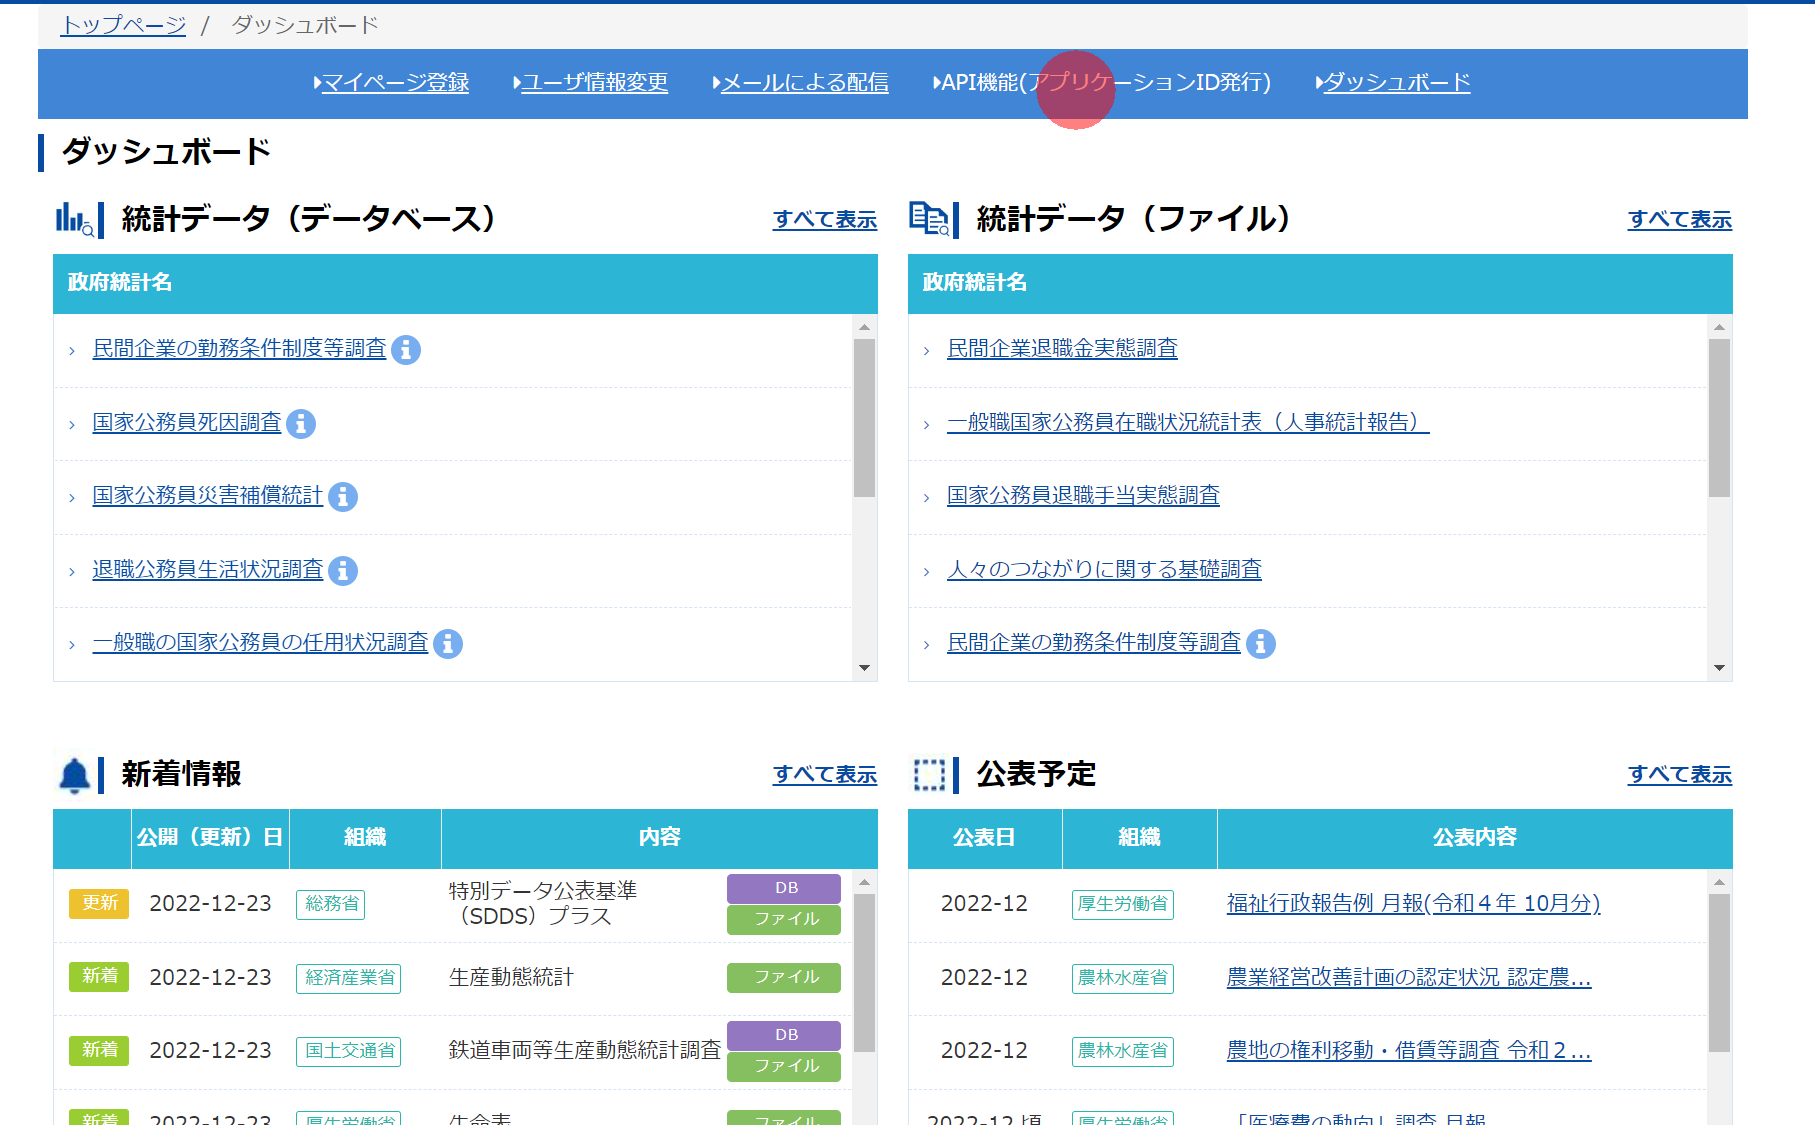 トップページ / ダッシュボード
マイページ登録 ユーザ情報変更 メールによる配信 API機能(アプリケーションID発行) ダッシュボード
ダッシュボード
統計データ（データベース） すべて表示
政府統計名
民間企業の勤務条件制度等調査
国家公務員死因調査
国家公務員災害補償統計
退職公務員生活状況調査
一般職の国家公務員の任用状況調査
統計データ（ファイル） すべて表示
政府統計名
民間企業退職金実態調査
一般職国家公務員在職状況統計表（人事統計報告）
国家公務員退職手当実態調査
人々のつながりに関する基礎調査
民間企業の勤務条件制度等調査
新着情報 すべて表示
公開（更新）日 組織 内容
更新 2022-12-23 総務省 特別データ公表基準
（SDDS）プラス
DB
ファイル
新着 2022-12-23 経済産業省 生産動態統計 ファイル
新着 2022-12-23 国土交通省 鉄道車両等生産動態統計調査
DB
ファイル
新着 2022-12-23 厚生労働省 生命表 ファイル
公表予定 すべて表示
公表日 組織 公表内容
2022-12 厚生労働省 福祉行政報告例 月報(令和４年 10月分)
2022-12 農林水産省 農業経営改善計画の認定状況 認定農...
2022-12 農林水産省 農地の権利移動・借賃等調査 令和２...
2022-12 頃 厚生労働省 「医療費の動向」調査 月報